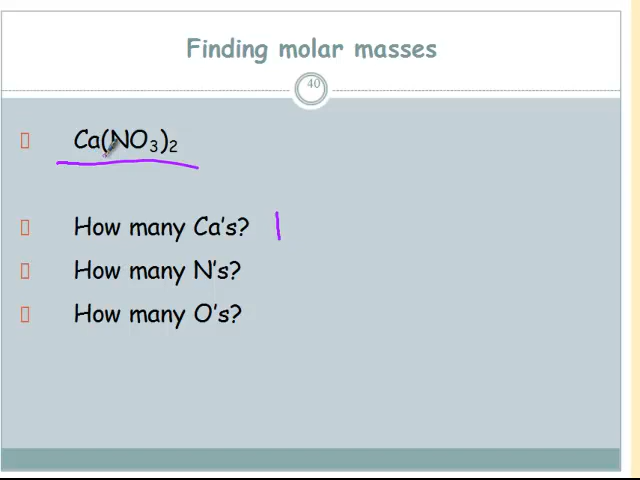 Finding molar masses
40
Ca(NO₃)₂
How many Ca's? 1
How many N's?
How many O's?